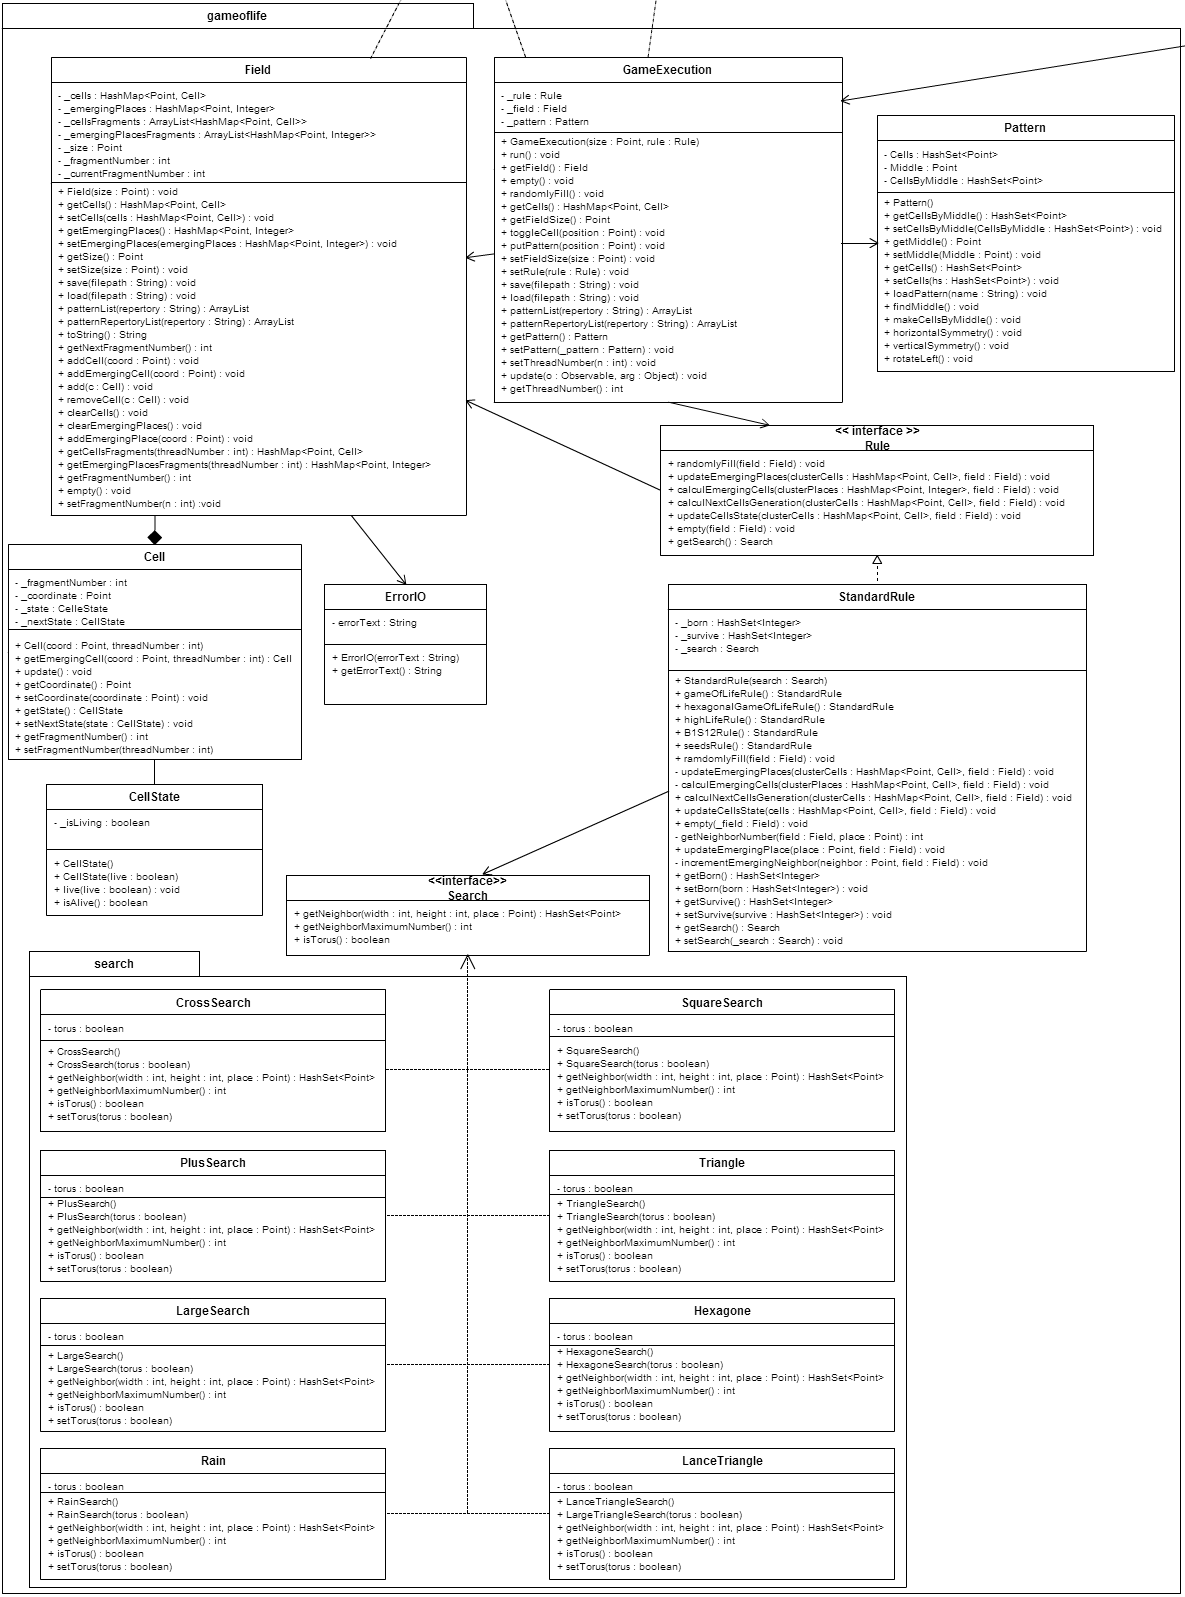 gameoflife
Field
- _cells : HashMap<Point, Cell>
- _emergingPlaces : HashMap<Point, Integer>
- _cellsFragments : ArrayList<HashMap<Point, Cell>>
- _emergingPlacesFragments : ArrayList<HashMap<Point, Integer>>
- _size : Point
- _fragmentNumber : int
- _currentFragmentNumber : int
+ Field(size : Point) : void
+ getCells() : HashMap<Point, Cell>
+ setCells(cells : HashMap<Point, Cell>) : void
+ getEmergingPlaces() : HashMap<Point, Integer>
+ setEmergingPlaces(emergingPlaces : HashMap<Point, Integer>) : void
+ getSize() : Point
+ setSize(size : Point) : void
+ save(filepath : String) : void
+ load(filepath : String) : void
+ patternList(repertory : String) : ArrayList
+ patternRepertoryList(repertory : String) : ArrayList
+ toString() : String
+ getNextFragmentNumber() : int
+ addCell(coord : Point) : void
+ addEmergingCell(coord : Point) : void
+ add(c : Cell) : void
+ removeCell(c : Cell) : void
+ clearCells() : void
+ clearEmergingPlaces() : void
+ addEmergingPlace(coord : Point) : void
+ getCellsFragments(threadNumber : int) : HashMap<Point, Cell>
+ getEmergingPlacesFragments(threadNumber : int) : HashMap<Point, Integer>
+ getFragmentNumber() : int
+ empty() : void
+ setFragmentNumber(n : int) :void
GameExecution
- _rule : Rule
- _field : Field
- _pattern : Pattern
+ GameExecution(size : Point, rule : Rule)
+ run() : void
+ getField() : Field
+ empty() : void
+ randomlyFill() : void
+ getCells() : HashMap<Point, Cell>
+ getFieldSize() : Point
+ toggleCell(position : Point) : void
+ putPattern(position : Point) : void
+ setFieldSize(size : Point) : void
+ setRule(rule : Rule) : void
+ save(filepath : String) : void
+ load(filepath : String) : void
+ patternList(repertory : String) : ArrayList
+ patternRepertoryList(repertory : String) : ArrayList
+ getPattern() : Pattern
+ setPattern(_pattern : Pattern) : void
+ setThreadNumber(n : int) : void
+ update(o : Observable, arg : Object) : void
+ getThreadNumber() : int
Pattern
- Cells : HashSet<Point>
- Middle : Point
- CellsByMiddle : HashSet<Point>
+ Pattern()
+ getCellsByMiddle() : HashSet<Point>
+ setCellsByMiddle(CellsByMiddle : HashSet<Point>) : void
+ getMiddle() : Point
+ setMiddle(Middle : Point) : void
+ getCells() : HashSet<Point>
+ setCells(hs : HashSet<Point>) : void
+ loadPattern(name : String) : void
+ findMiddle() : void
+ makeCellsByMiddle() : void
+ horizontalSymmetry() : void
+ verticalSymmetry() : void
+ rotateLeft() : void
<< interface >>
Rule
+ randomlyFill(field : Field) : void
+ updateEmergingPlaces(clusterCells : HashMap<Point, Cell>, field : Field) : void
+ calculEmergingCells(clusterPlaces : HashMap<Point, Integer>, field : Field) : void
+ calculNextCellsGeneration(clusterCells : HashMap<Point, Cell>, field : Field) : void
+ updateCellsState(clusterCells : HashMap<Point, Cell>, field : Field) : void
+ empty(field : Field) : void
+ getSearch() : Search
Cell
- _fragmentNumber : int
- _coordinate : Point
- _state : CelleState
- _nextState : CellState
+ Cell(coord : Point, threadNumber : int)
+ getEmergingCell(coord : Point, threadNumber : int) : Cell
+ update() : void
+ getCoordinate() : Point
+ setCoordinate(coordinate : Point) : void
+ getState() : CellState
+ setNextState(state : CellState) : void
+ getFragmentNumber() : int
+ setFragmentNumber(threadNumber : int)
ErrorIO
- errorText : String
+ ErrorIO(errorText : String)
+ getErrorText() : String
StandardRule
- _born : HashSet<Integer>
- _survive : HashSet<Integer>
- _search : Search
+ StandardRule(search : Search)
+ gameOfLifeRule() : StandardRule
+ hexagonalGameOfLifeRule() : StandardRule
+ highLifeRule() : StandardRule
+ B1S12Rule() : StandardRule
+ seedsRule() : StandardRule
+ ramdomlyFill(field : Field) : void
- updateEmergingPlaces(clusterCells : HashMap<Point, Cell>, field : Field) : void
- calculEmergingCells(clusterPlaces : HashMap<Point, Cell>, field : Field) : void
+ calculNextCellsGeneration(clusterCells : HashMap<Point, Cell>, field : Field) : void
+ updateCellsState(cells : HashMap<Point, Cell>, field : Field) : void
+ empty(_field : Field) : void
- getNeighborNumber(field : Field, place : Point) : int
+ updateEmergingPlace(place : Point, field : Field) : void
- incrementEmergingNeighbor(neighbor : Point, field : Field) : void
+ getBorn() : HashSet<Integer>
+ setBorn(born : HashSet<Integer>) : void
+ getSurvive() : HashSet<Integer>
+ setSurvive(survive : HashSet<Integer>) : void
+ getSearch() : Search
+ setSearch(_search : Search) : void
CellState
- _isLiving : boolean
+ CellState()
+ CellState(live : boolean)
+ live(live : boolean) : void
+ isAlive() : boolean
<<interface>>
Search
+ getNeighbor(width : int, height : int, place : Point) : HashSet<Point>
+ getNeighborMaximumNumber() : int
+ isTorus() : boolean
search
CrossSearch
- torus : boolean
+ CrossSearch()
+ CrossSearch(torus : boolean)
+ getNeighbor(width : int, height : int, place : Point) : HashSet<Point>
+ getNeighborMaximumNumber() : int
+ isTorus() : boolean
+ setTorus(torus : boolean)
SquareSearch
- torus : boolean
+ SquareSearch()
+ SquareSearch(torus : boolean)
+ getNeighbor(width : int, height : int, place : Point) : HashSet<Point>
+ getNeighborMaximumNumber() : int
+ isTorus() : boolean
+ setTorus(torus : boolean)
PlusSearch
- torus : boolean
+ PlusSearch()
+ PlusSearch(torus : boolean)
+ getNeighbor(width : int, height : int, place : Point) : HashSet<Point>
+ getNeighborMaximumNumber() : int
+ isTorus() : boolean
+ setTorus(torus : boolean)
Triangle
- torus : boolean
+ TriangleSearch()
+ TriangleSearch(torus : boolean)
+ getNeighbor(width : int, height : int, place : Point) : HashSet<Point>
+ getNeighborMaximumNumber() : int
+ isTorus() : boolean
+ setTorus(torus : boolean)
LargeSearch
- torus : boolean
+ LargeSearch()
+ LargeSearch(torus : boolean)
+ getNeighbor(width : int, height : int, place : Point) : HashSet<Point>
+ getNeighborMaximumNumber() : int
+ isTorus() : boolean
+ setTorus(torus : boolean)
Hexagone
- torus : boolean
+ HexagoneSearch()
+ HexagoneSearch(torus : boolean)
+ getNeighbor(width : int, height : int, place : Point) : HashSet<Point>
+ getNeighborMaximumNumber() : int
+ isTorus() : boolean
+ setTorus(torus : boolean)
Rain
- torus : boolean
+ RainSearch()
+ RainSearch(torus : boolean)
+ getNeighbor(width : int, height : int, place : Point) : HashSet<Point>
+ getNeighborMaximumNumber() : int
+ isTorus() : boolean
+ setTorus(torus : boolean)
LanceTriangle
- torus : boolean
+ LanceTriangleSearch()
+ LargeTriangleSearch(torus : boolean)
+ getNeighbor(width : int, height : int, place : Point) : HashSet<Point>
+ getNeighborMaximumNumber() : int
+ isTorus() : boolean
+ setTorus(torus : boolean)